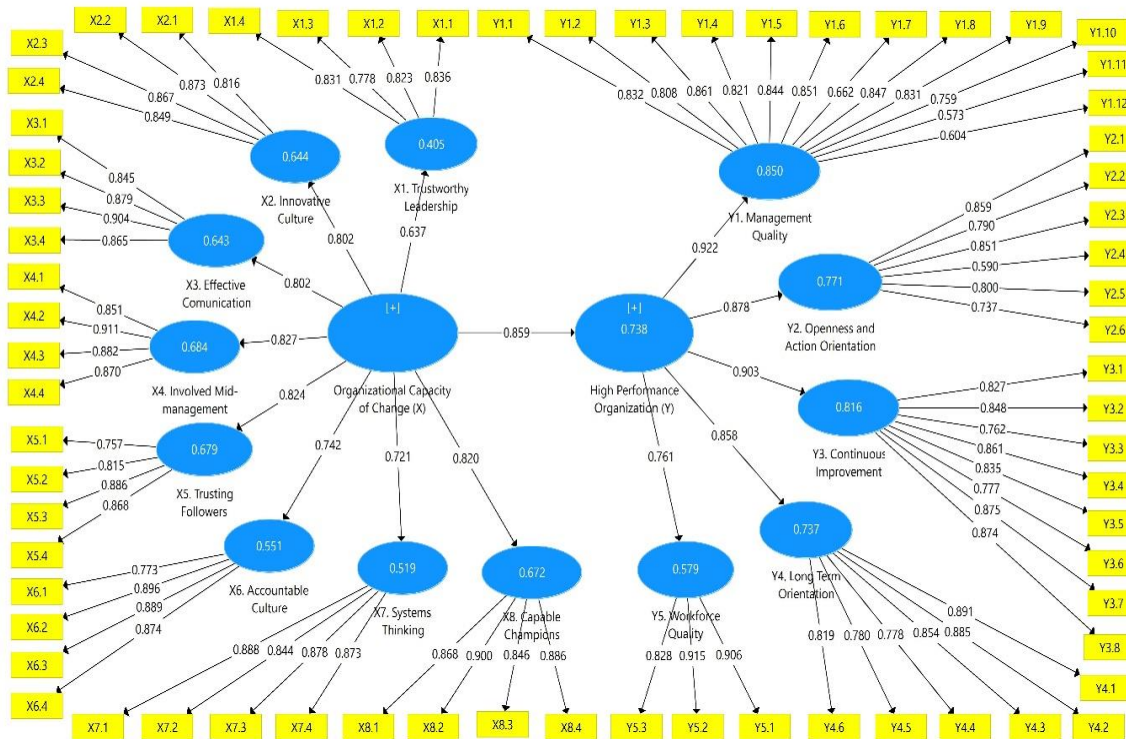 X2.2
X2.1
X1.4
X1.3
X1.2
X1.1
Y1,1
Y1.2
Y1.3
Y1.4
Y1.5
Y1.6
Y1.7
Y1.8
Y1.9
Y1.10
X2.3
X2.4
X3.1
X3.2
X3.3
X3.4
X4.1
X4.2
X4.3
X4.4
X5.1
X5.2
X5.3
X5.4
X6.1
X6.2
X6.3
X6.4
0.873
0.816
0.867
0.849
0.644
X2. Innovative
Culture
0.831
0.778
0.823
0.836
0.405
X1. Trustworthy
Leadership
0.845
0.879
0.904
0.865
0.643
X3. Effective
Comunication
0.802
0.637
0.802
0.851
0.911
0.882
0.870
0.684
X4. Involved Mid-
management
0.827
[+]
Organizational Capacity
of Change (X)
0.859
[+]
0.738
High Performance
Organization (Y)
0.824
0.757
0.815
0.886
0.868
0.679
X5. Trusting
Followers
0.742
0.721
0.820
0.773
0.896
0.889
0.874
0.551
X6. Accountable
Culture
0.519
X7. Systems
Thinking
0.888
0.844
0.878
0.873
0.672
X8. Capable
Champions
0.868
0.900
0.846
0.886
X7.1
X7.2
X7.3
X7.4
X8.1
X8.2
X8.3
X8.4
0.832
0.808
0.861
0.821
0.844
0.851
0.662
0.847
0.831
0.759
0.573
0.604
0.850
Y1. Management
Quality
0.922
0.878
0.903
0.858
0.761
Y1.11
Y1.12
Y2.1
Y2.2
Y2.3
Y2.4
Y2.5
Y2.6
0.859
0.790
0.851
0.590
0.800
0.737
0.771
Y2. Openness and
Action Orientation
0.816
Y3. Continuous
Improvement
0.827
0.848
0.762
0.861
0.835
0.777
0.875
0.874
Y3.1
Y3.2
Y3.3
Y3.4
Y3.5
Y3.6
Y3.7
Y3.8
0.737
Y4. Long Term
Orientation
0.819
0.780
0.778
0.854
0.885
0.891
Y4.1
0.579
Y5. Workforce
Quality
0.828
0.915
0.906
Y5.3
Y5.2
Y5.1
Y4.6
Y4.5
Y4.4
Y4.3
Y4.2